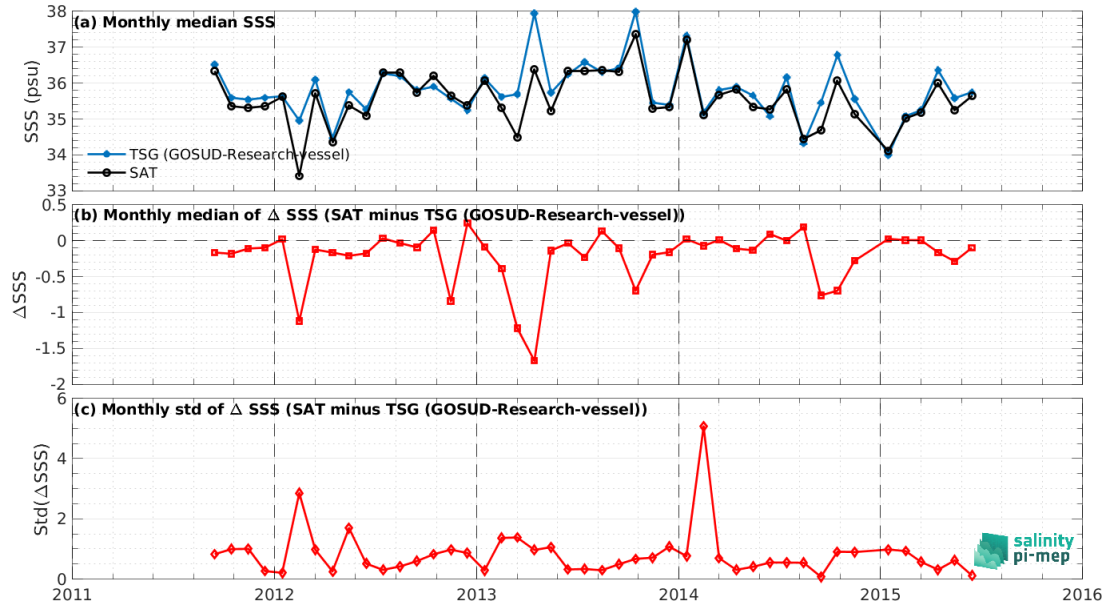 (a) Monthly median SSS
38
37
36
35
34
33
SSS (psu)
TSG (GOSUD-Research-vessel)
SAT
(b) Monthly median of Δ SSS (SAT minus TSG (GOSUD-Research-vessel))
0.5
0
-0.5
-1
-1.5
-2
ΔSSS
(c) Monthly std of Δ SSS (SAT minus TSG (GOSUD-Research-vessel))
6
4
2
0
Std(ΔSSS)
salinity
pi-mep
2011 2012 2013 2014 2015 2016